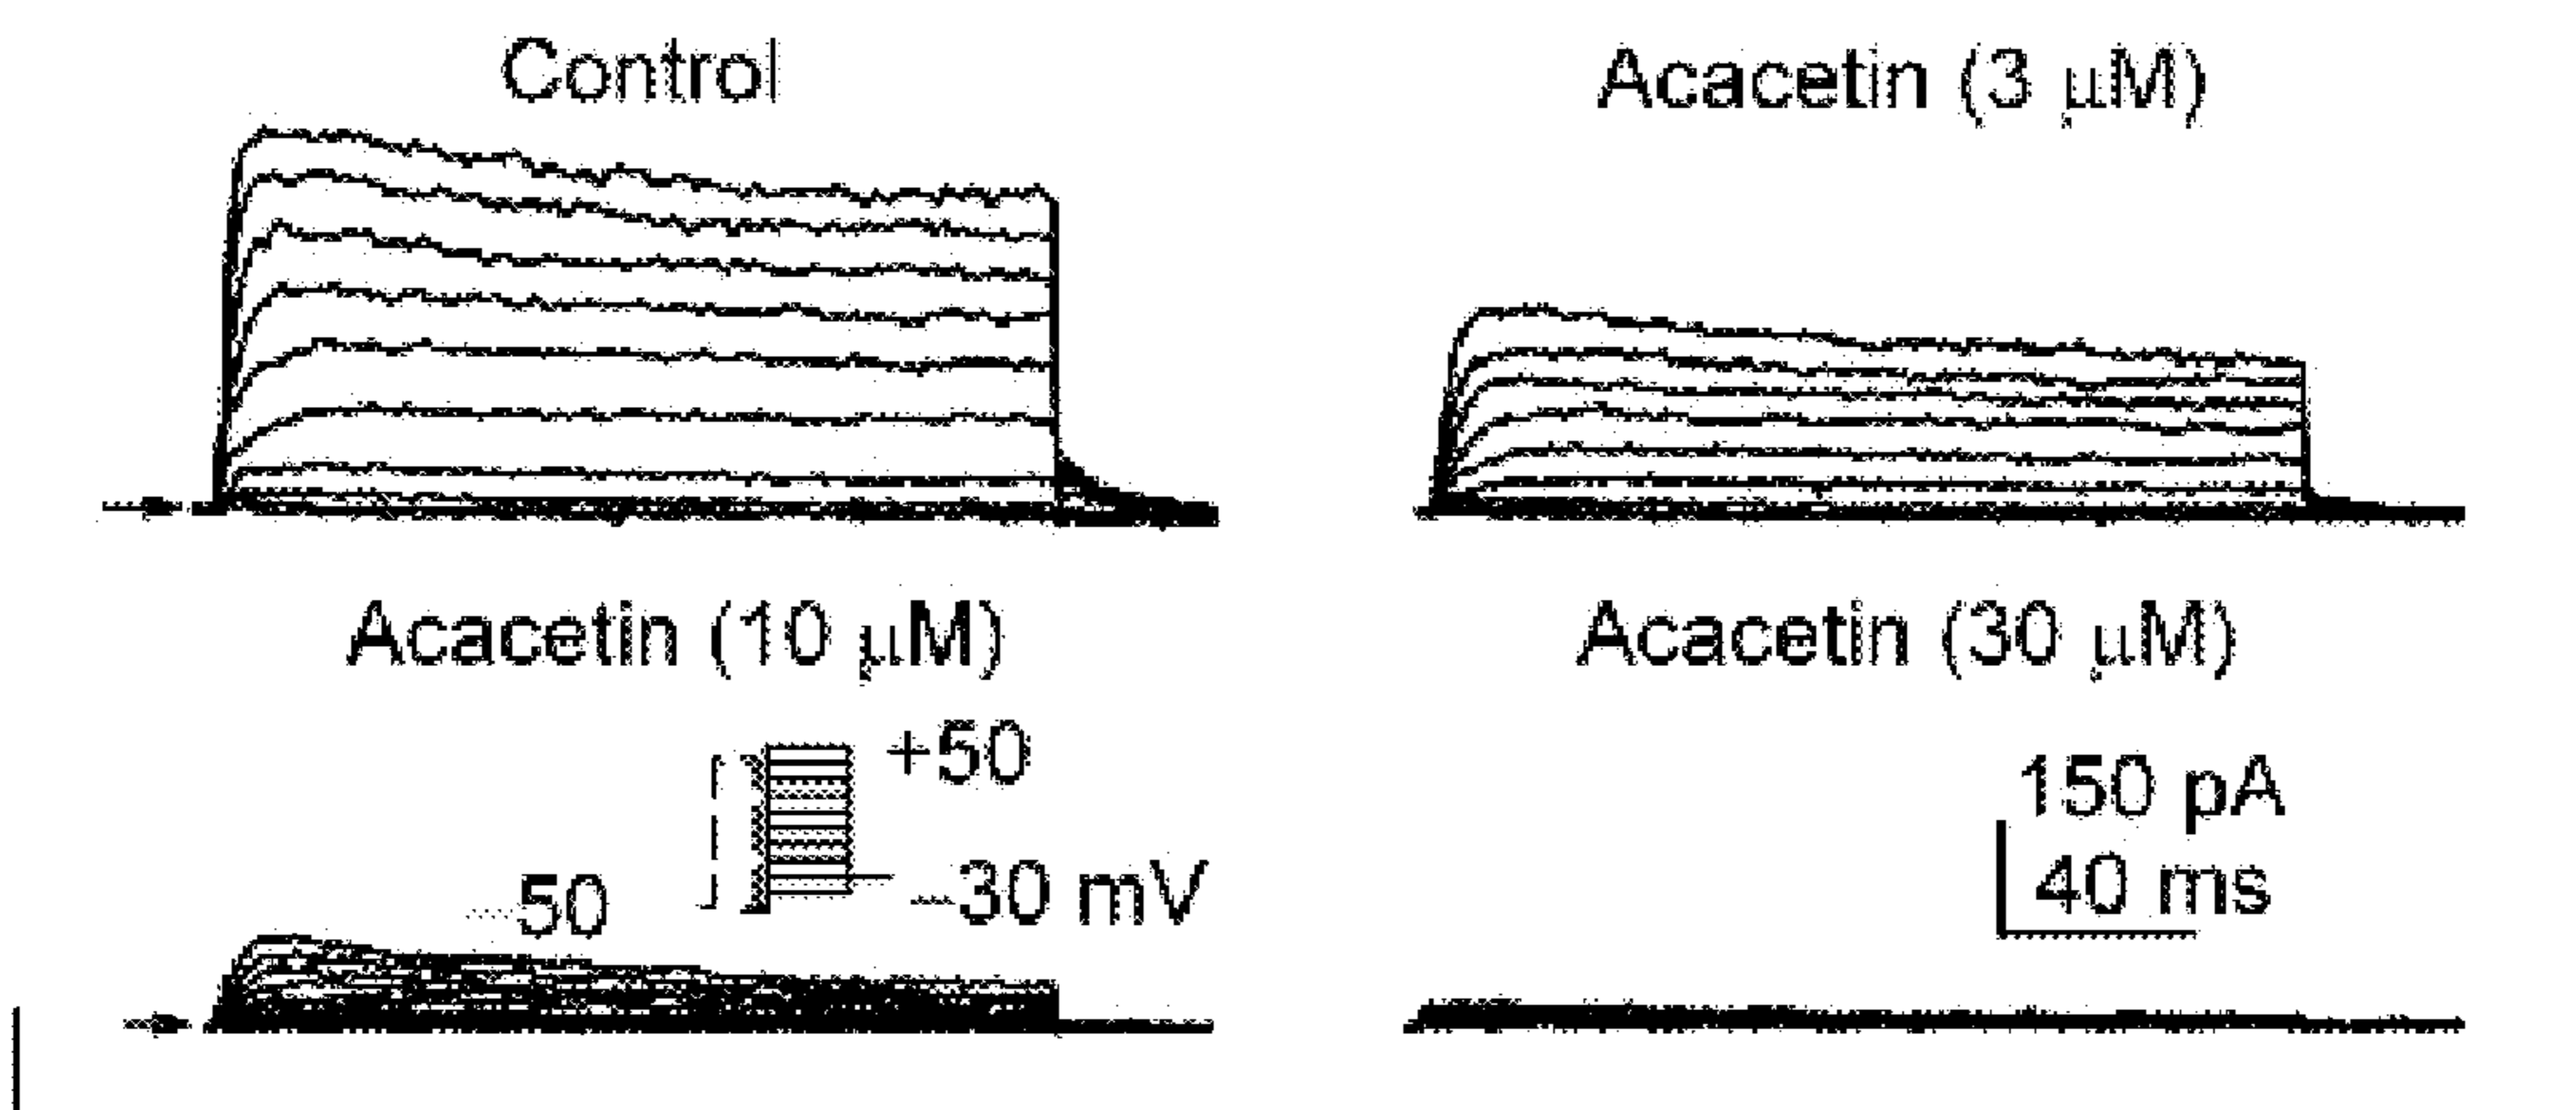 Control
Acacetin (3 µM)
Acacetin (10 µM)
Acacetin (30 µM)
+50
−50
−30 mV
150 pA
40 ms